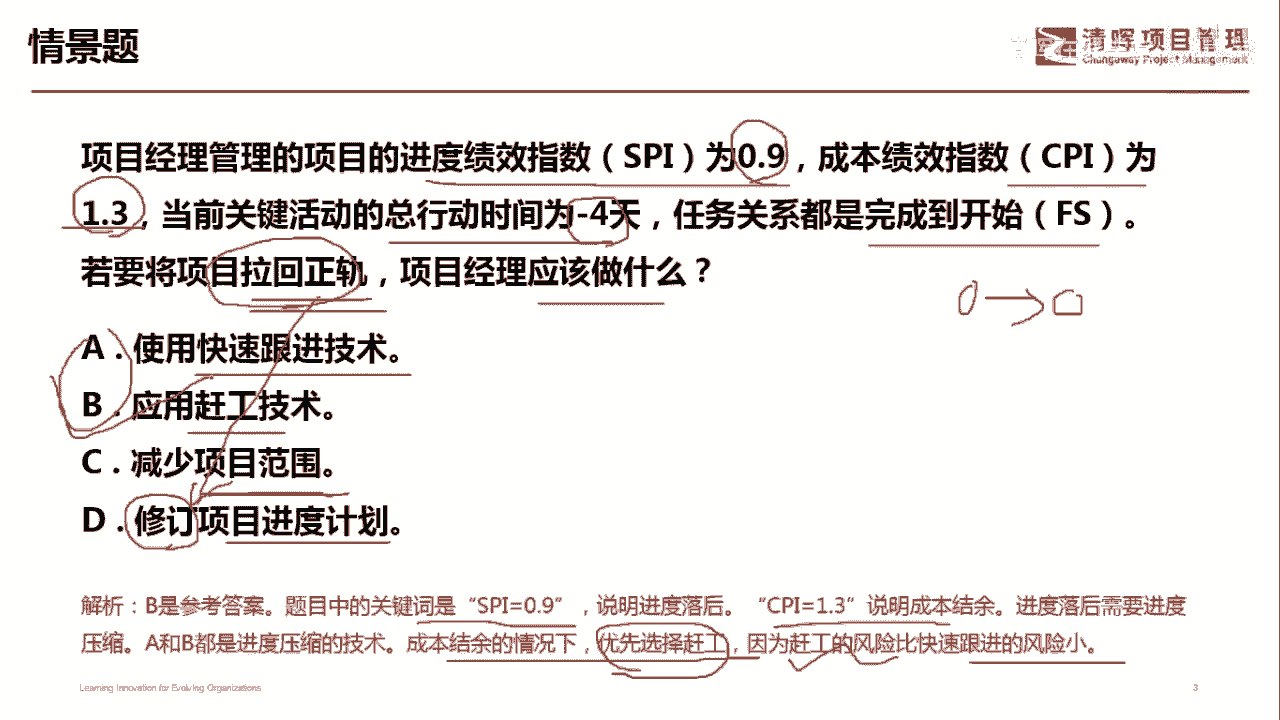 情景题
清晖项目管理
Changeway Project Management
项目经理管理的项目的进度绩效指数（SPI）为0.9，成本绩效指数（CPI）为
1.3，当前关键活动的总行动时间为-4天，任务关系都是完成到开始（FS）。
若要将项目拉回正轨，项目经理应该做什么？
A．使用快速跟进技术。
B．应用赶工技术。
C．减少项目范围。
D．修订项目进度计划。
解析：B是参考答案。题目中的关键词是“SPI=0.9”，说明进度落后。“CPI=1.3”说明成本结余。进度落后需要进度
压缩。A和B都是进度压缩的技术。成本结余的情况下，优先选择赶工，因为赶工的风险比快速跟进的风险小。
Learning Innovation for Evolving Organizations
3